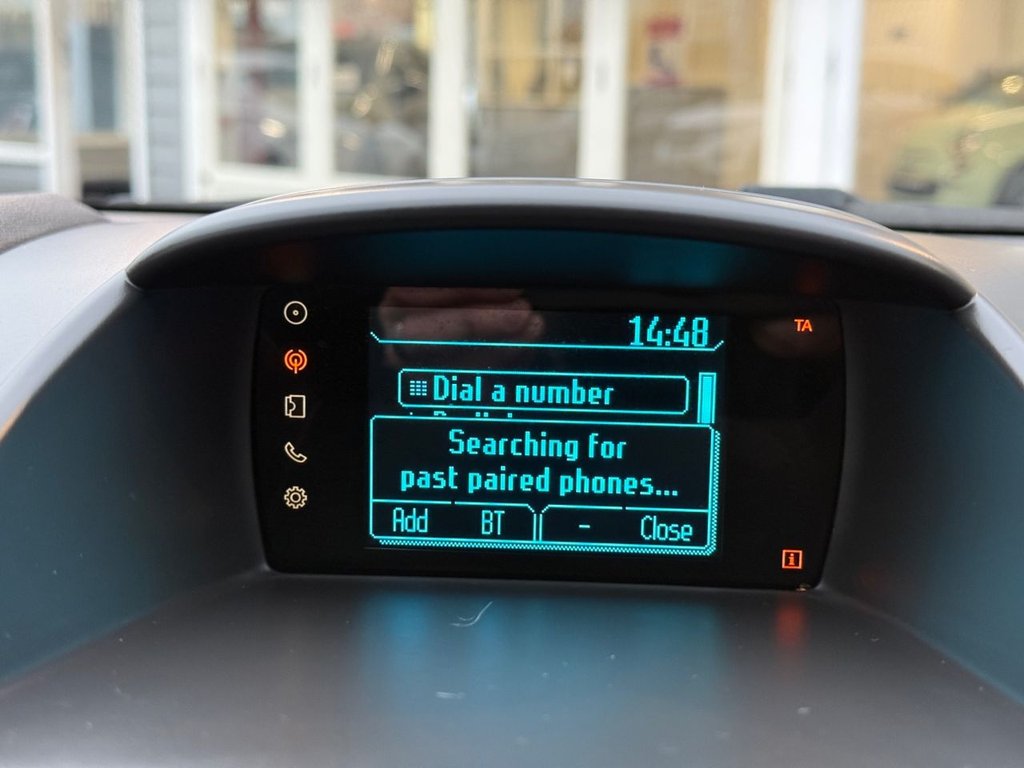 14:48
TA
Dial a number
Searching for
past paired phones...
Add BT - Close
i